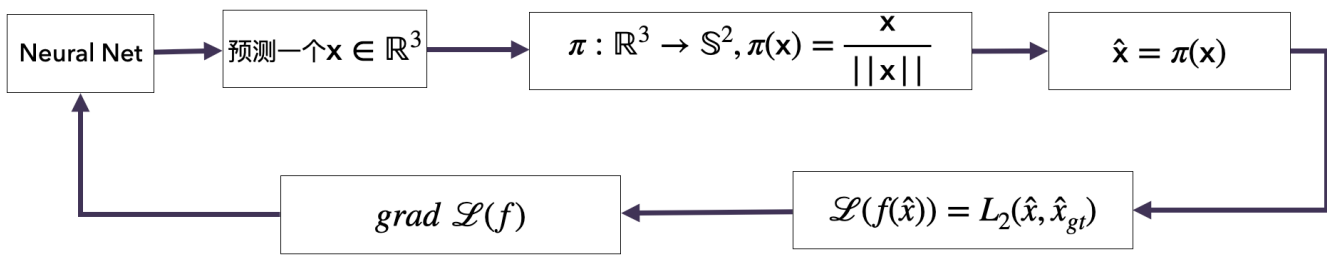 Neural Net
预测一个x ∈ ℝ³
π : ℝ³ → 𝕊², π(x) = x / ||x||
x̂ = π(x)
ℒ(f(x̂)) = L₂(x̂, x̂_gt)
grad ℒ(f)